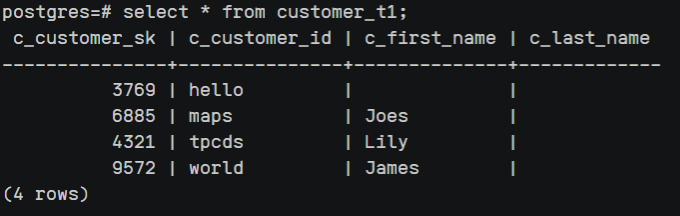 postgres=# select * from customer_t1;
 c_customer_sk | c_customer_id | c_first_name | c_last_name
---------------+---------------+--------------+-------------
          3769 | hello         |              |
          6885 | maps          | Joes         |
          4321 | tpcds         | Lily         |
          9572 | world         | James        |
(4 rows)